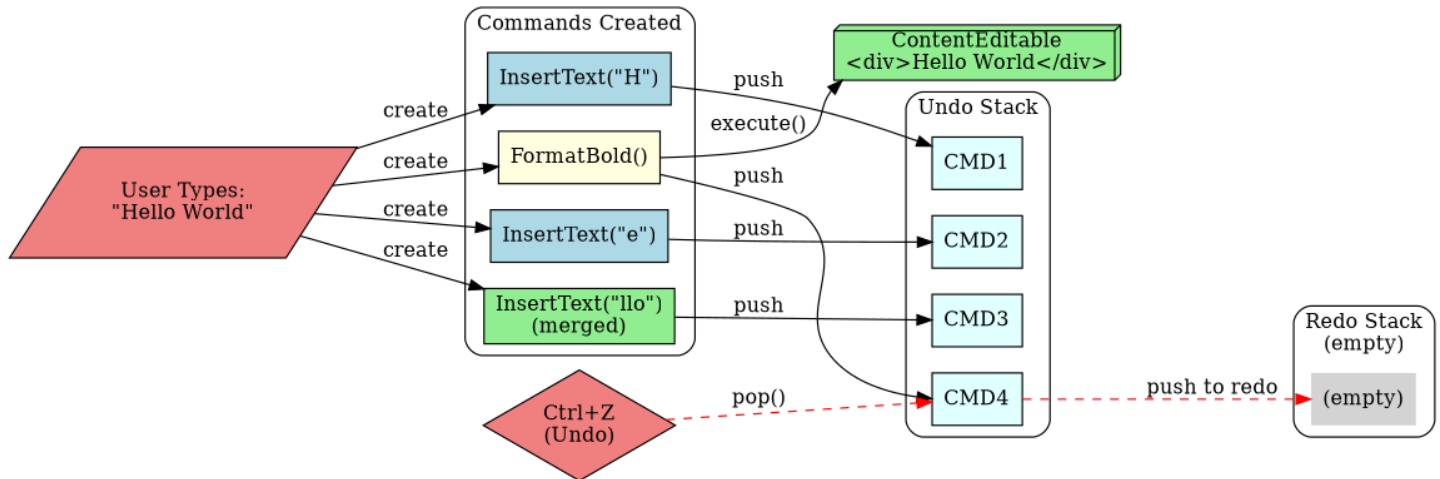 Commands Created
ContentEditable
<div>Hello World</div>
InsertText("H")
push
Undo Stack
create
execute()
FormatBold()
CMD1
create
push
User Types:
"Hello World"
create
InsertText("e")
push
CMD2
create
InsertText("llo")
(merged)
push
CMD3
Redo Stack
(empty)
Ctrl+Z
(Undo)
pop()
CMD4
push to redo
(empty)